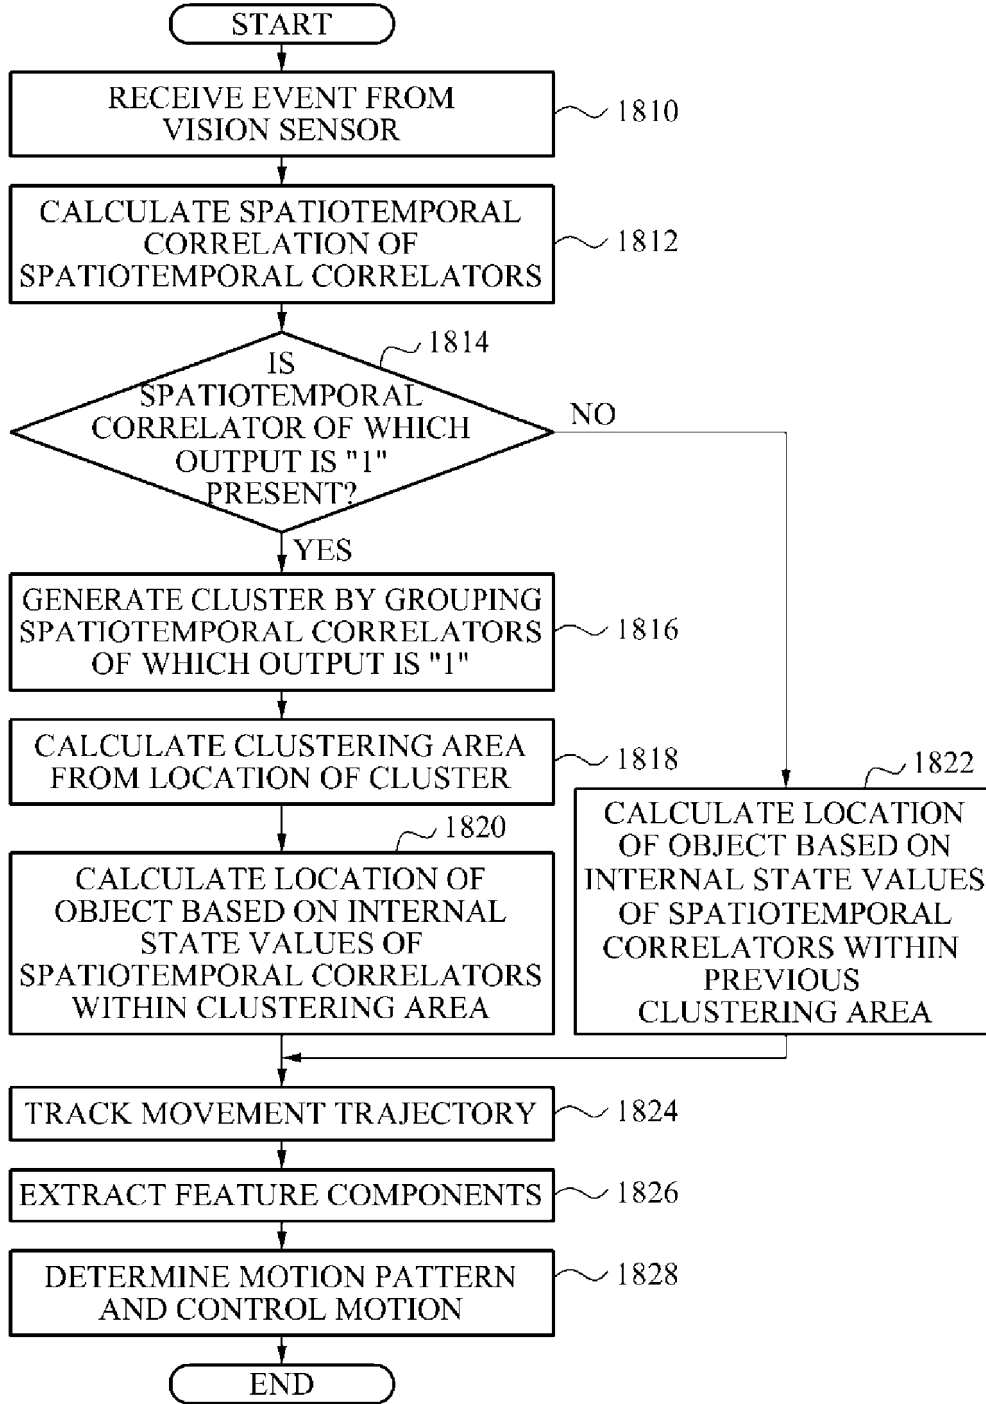 START
RECEIVE EVENT FROM
VISION SENSOR
1810
CALCULATE SPATIOTEMPORAL
CORRELATION OF
SPATIOTEMPORAL CORRELATORS
1812
1814
IS
SPATIOTEMPORAL
CORRELATOR OF WHICH
OUTPUT IS "1"
PRESENT?
NO
YES
GENERATE CLUSTER BY GROUPING
SPATIOTEMPORAL CORRELATORS
OF WHICH OUTPUT IS "1"
1816
CALCULATE CLUSTERING AREA
FROM LOCATION OF CLUSTER
1818
1820
CALCULATE LOCATION OF
OBJECT BASED ON INTERNAL
STATE VALUES OF
SPATIOTEMPORAL CORRELATORS
WITHIN CLUSTERING AREA
1822
CALCULATE LOCATION
OF OBJECT BASED ON
INTERNAL STATE VALUES
OF SPATIOTEMPORAL
CORRELATORS WITHIN
PREVIOUS
CLUSTERING AREA
TRACK MOVEMENT TRAJECTORY
1824
EXTRACT FEATURE COMPONENTS
1826
DETERMINE MOTION PATTERN
AND CONTROL MOTION
1828
END